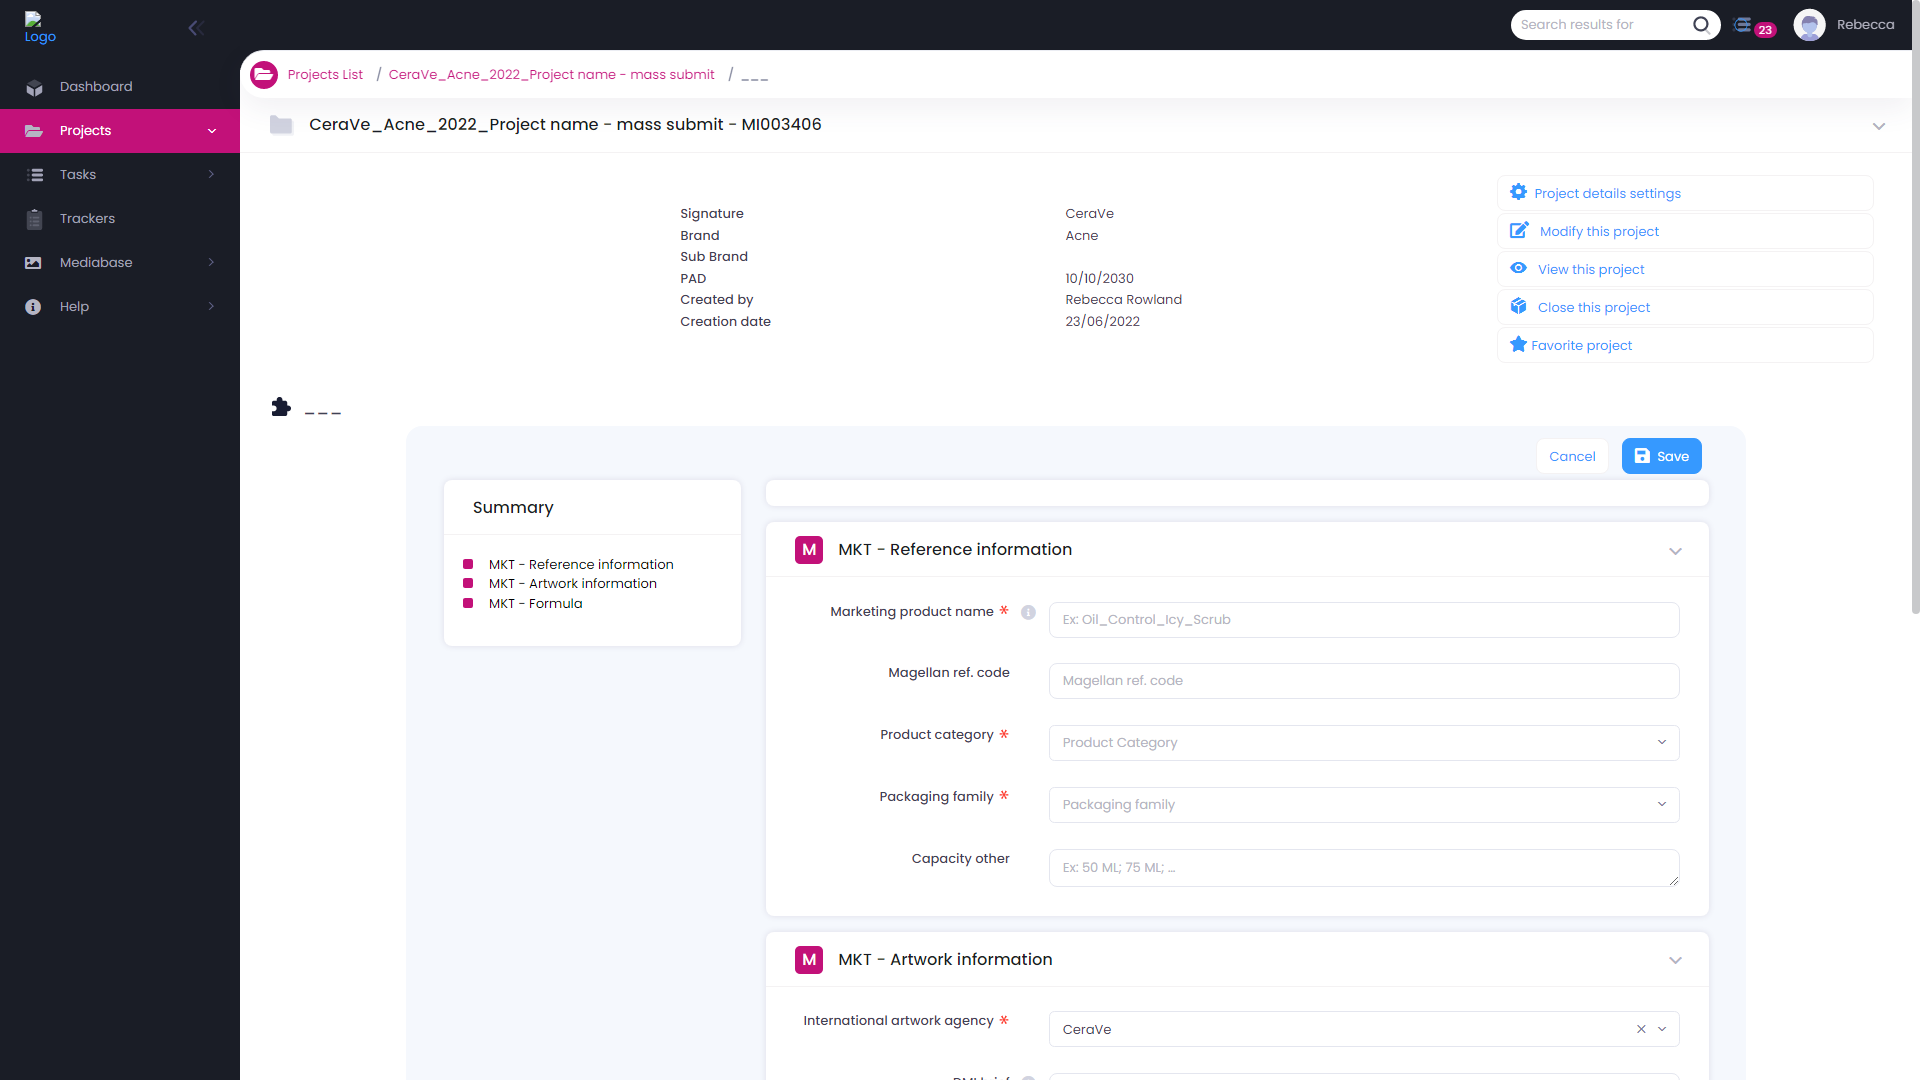 Logo
Search results for
23
Rebecca
Dashboard
Projects
Tasks
Trackers
Mediabase
Help
Projects List / CeraVe_Acne_2022_Project name - mass submit / ___
CeraVe_Acne_2022_Project name - mass submit - MI003406
Signature CeraVe
Brand Acne
Sub Brand
PAD 10/10/2030
Created by Rebecca Rowland
Creation date 23/06/2022
Project details settings
Modify this project
View this project
Close this project
Favorite project
___
Cancel
Save
Summary
MKT - Reference information
MKT - Artwork information
MKT - Formula
M MKT - Reference information
Marketing product name * Ex: Oil_Control_Icy_Scrub
Magellan ref. code Magellan ref. code
Product category * Product Category
Packaging family * Packaging family
Capacity other Ex: 50 ML; 75 ML; ...
M MKT - Artwork information
International artwork agency * CeraVe